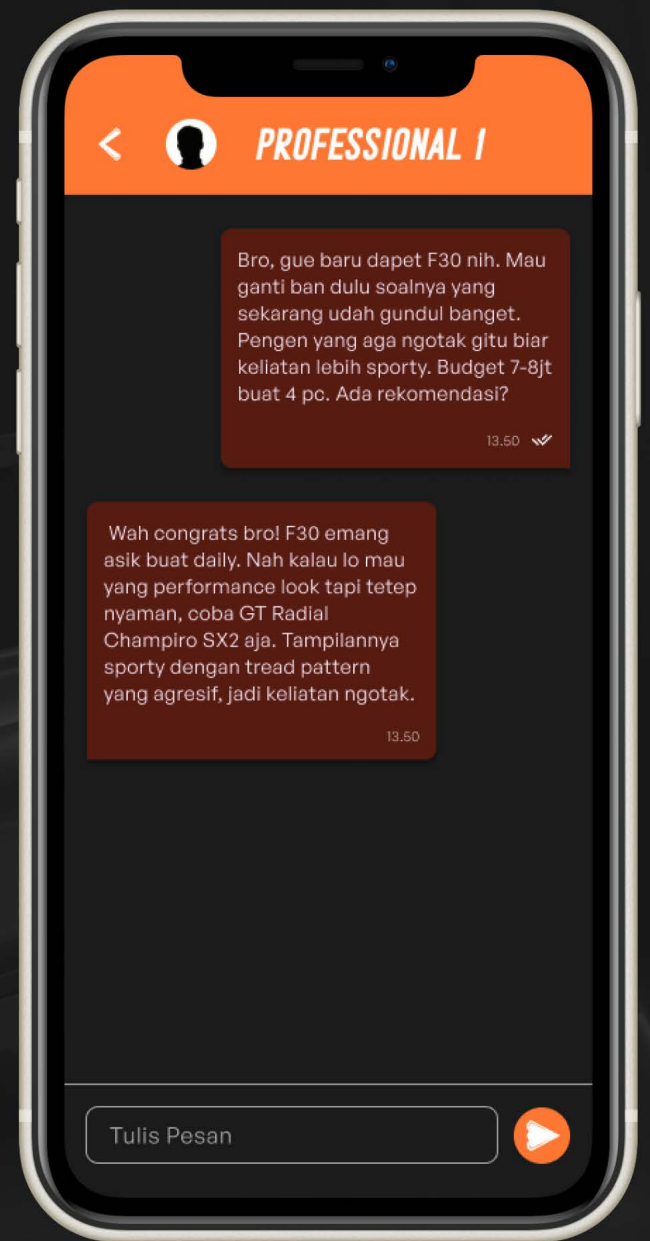 PROFESSIONAL 1
Bro, gue baru dapet F30 nih. Mau
ganti ban dulu soalnya yang
sekarang udah gundul banget.
Pengen yang aga ngotak gitu biar
keliatan lebih sporty. Budget 7-8jt
buat 4 pc. Ada rekomendasi?
13.50
Wah congrats bro! F30 emang
asik buat daily. Nah kalau lo mau
yang performance look tapi tetep
nyaman, coba GT Radial
Champiro SX2 aja. Tampilannya
sporty dengan tread pattern
yang agresif, jadi keliatan ngotak.
13.50
Tulis Pesan